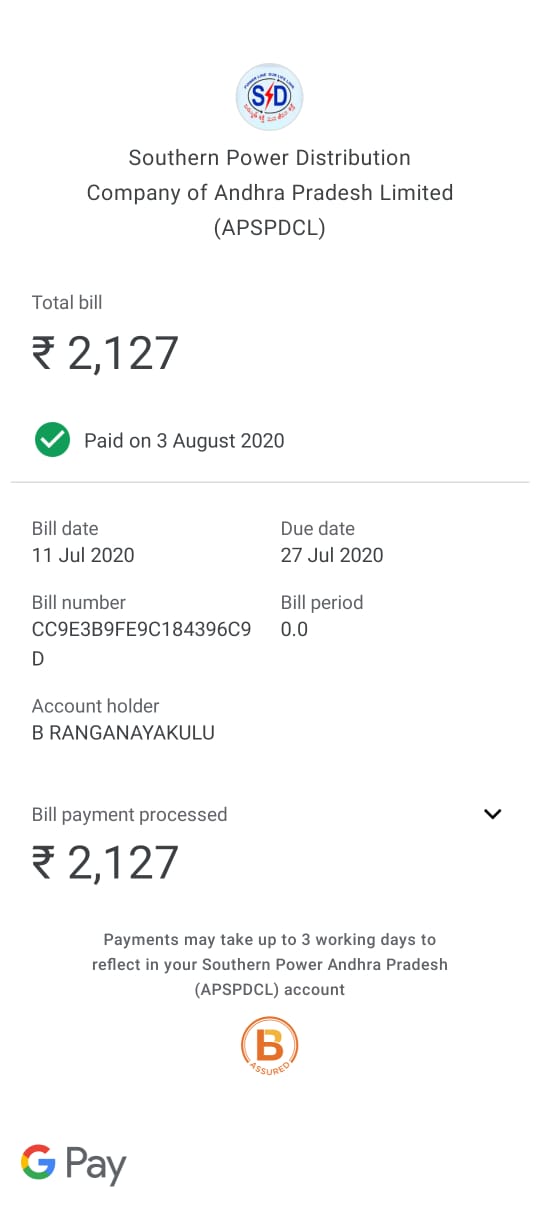 SD
Southern Power Distribution
Company of Andhra Pradesh Limited
(APSPDCL)
Total bill
₹ 2,127
Paid on 3 August 2020
Bill date
Due date
11 Jul 2020
27 Jul 2020
Bill number
Bill period
CC9E3B9FE9C184396C9
0.0
D
Account holder
B RANGANAYAKULU
Bill payment processed
₹ 2,127
Payments may take up to 3 working days to
reflect in your Southern Power Andhra Pradesh
(APSPDCL) account
B
ASSURED
G Pay